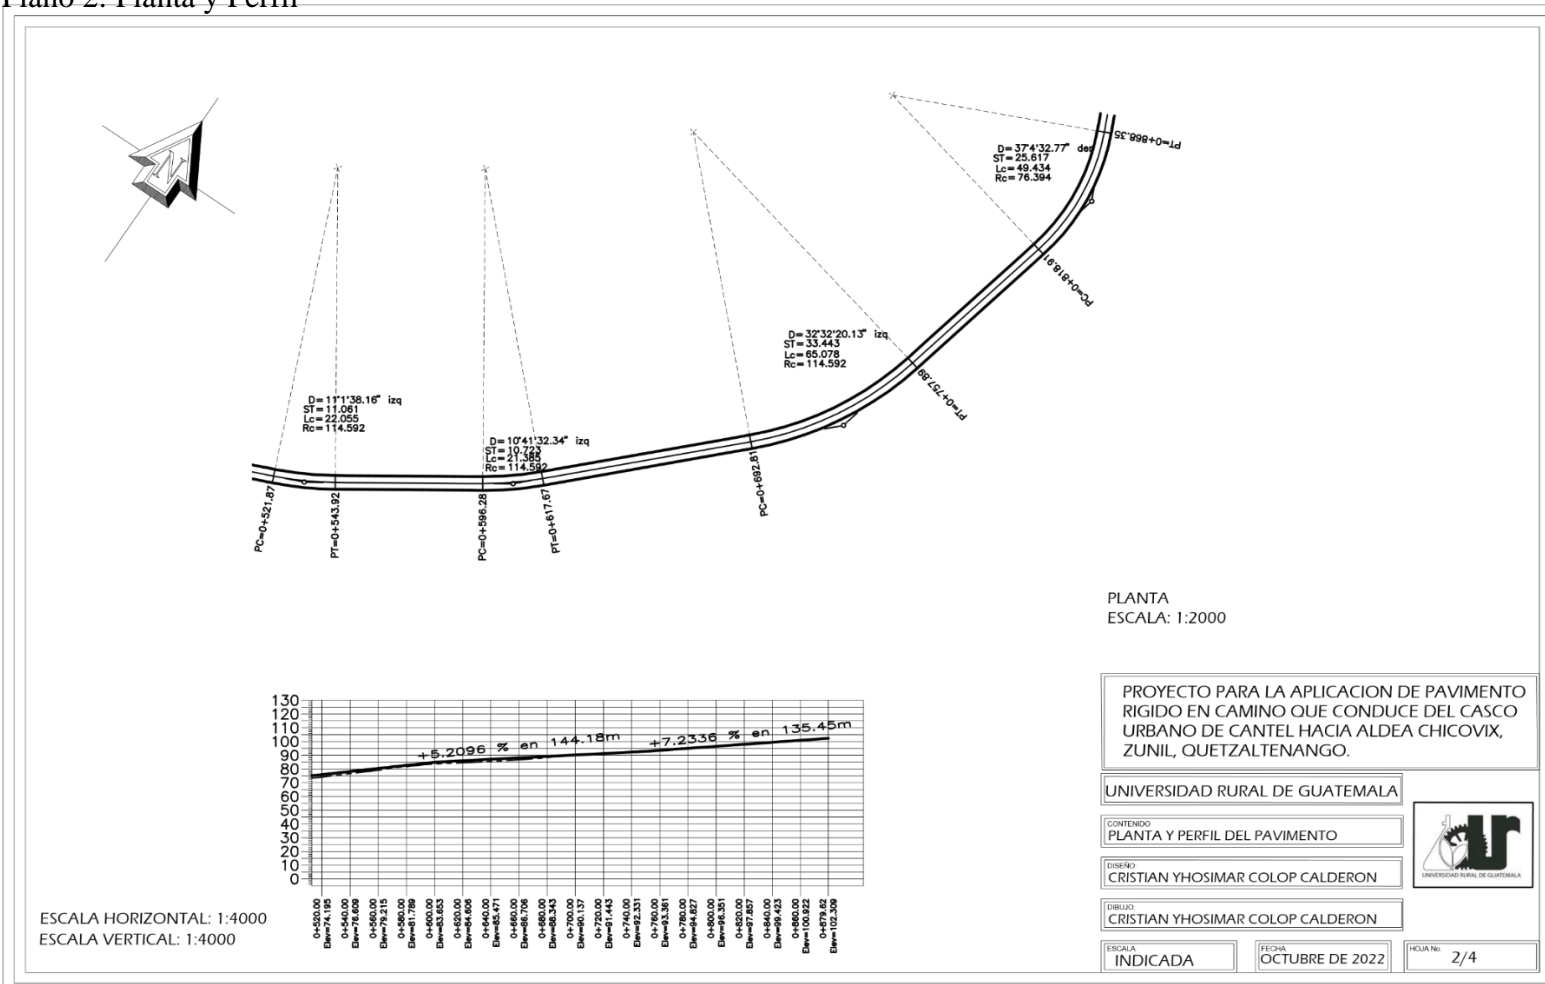 Plano 2. Planta y Perfil
N
D= 37°4'32.77" der
ST= 25.617
Lc= 49.434
Rc= 76.394
PT=0+868.35
PC=0+818.91
D= 32°32'20.13" izq
ST= 33.443
Lc= 65.078
Rc= 114.592
PT=0+757.89
PC=0+692.81
D= 11°1'38.16" izq
ST= 11.061
Lc= 22.055
Rc= 114.592
D= 10°41'32.34" izq
ST= 10.723
Lc= 21.385
Rc= 114.592
PC=0+521.87
PT=0+543.92
PC=0+596.28
PT=0+617.67
PLANTA
ESCALA: 1:2000
130
120
110
100
90
80
70
60
50
40
30
20
10
0
+5.2096 % en 144.18m
+7.2336 % en 135.45m
0+520.00
Elev=74.195
0+540.00
Elev=76.609
0+560.00
Elev=79.215
0+580.00
Elev=81.789
0+600.00
Elev=83.653
0+620.00
Elev=84.606
0+640.00
Elev=85.471
0+660.00
Elev=86.706
0+680.00
Elev=88.343
0+700.00
Elev=90.137
0+720.00
Elev=91.443
0+740.00
Elev=92.331
0+760.00
Elev=93.361
0+780.00
Elev=94.827
0+800.00
Elev=96.351
0+820.00
Elev=97.857
0+840.00
Elev=99.423
0+860.00
Elev=100.922
0+879.62
Elev=102.309
ESCALA HORIZONTAL: 1:4000
ESCALA VERTICAL: 1:4000
PROYECTO PARA LA APLICACION DE PAVIMENTO
RIGIDO EN CAMINO QUE CONDUCE DEL CASCO
URBANO DE CANTEL HACIA ALDEA CHICOVIX,
ZUNIL, QUETZALTENANGO.
UNIVERSIDAD RURAL DE GUATEMALA
CONTENIDO
PLANTA Y PERFIL DEL PAVIMENTO
DISEÑO:
CRISTIAN YHOSIMAR COLOP CALDERON
DIBUJO:
CRISTIAN YHOSIMAR COLOP CALDERON
ur
UNIVERSIDAD RURAL DE GUATEMALA
ESCALA
INDICADA
FECHA
OCTUBRE DE 2022
HOJA No.
2/4